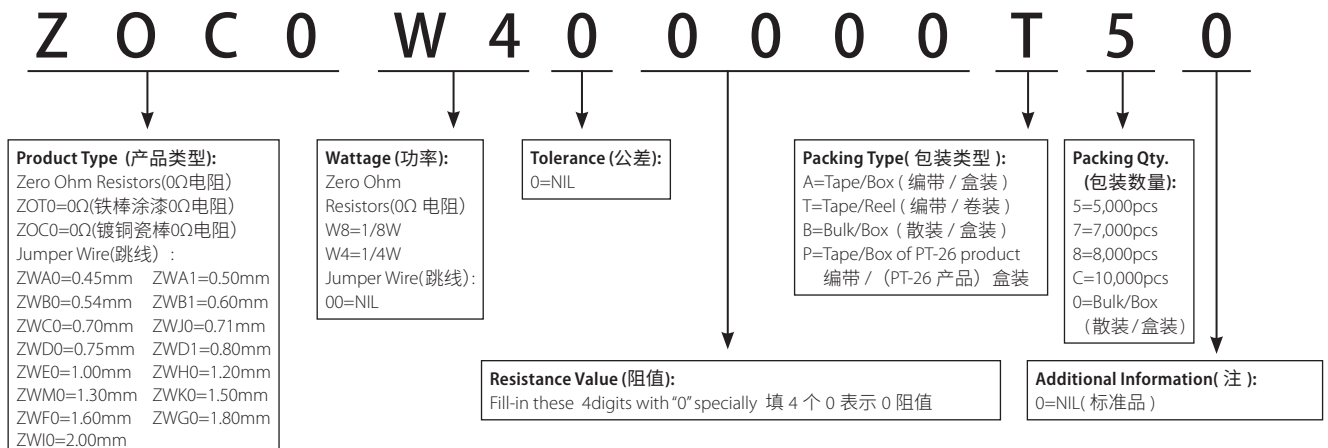 Z O C 0 W 4 0 0 0 0 0 T 5 0
Product Type (产品类型):
Zero Ohm Resistors(0Ω电阻)
ZOT0=0Ω(铁棒涂漆0Ω电阻)
ZOC0=0Ω(镀铜瓷棒0Ω电阻)
Jumper Wire(跳线) :
ZWA0=0.45mm ZWA1=0.50mm
ZWB0=0.54mm ZWB1=0.60mm
ZWC0=0.70mm ZWJ0=0.71mm
ZWD0=0.75mm ZWD1=0.80mm
ZWE0=1.00mm ZWH0=1.20mm
ZWM0=1.30mm ZWK0=1.50mm
ZWF0=1.60mm ZWG0=1.80mm
ZWI0=2.00mm
Wattage (功率):
Zero Ohm
Resistors(0Ω 电阻)
W8=1/8W
W4=1/4W
Jumper Wire(跳线):
00=NIL
Tolerance (公差):
0=NIL
Resistance Value (阻值):
Fill-in these 4digits with "0" specially 填 4 个 0 表示 0 阻值
Packing Type( 包装类型 ):
A=Tape/Box ( 编带 / 盒装 )
T=Tape/Reel ( 编带 / 卷装 )
B=Bulk/Box ( 散装 / 盒装 )
P=Tape/Box of PT-26 product
编带 / (PT-26 产品) 盒装
Packing Qty.
(包装数量):
5=5,000pcs
7=7,000pcs
8=8,000pcs
C=10,000pcs
0=Bulk/Box
(散装 / 盒装)
Additional Information( 注 ):
0=NIL( 标准品 )